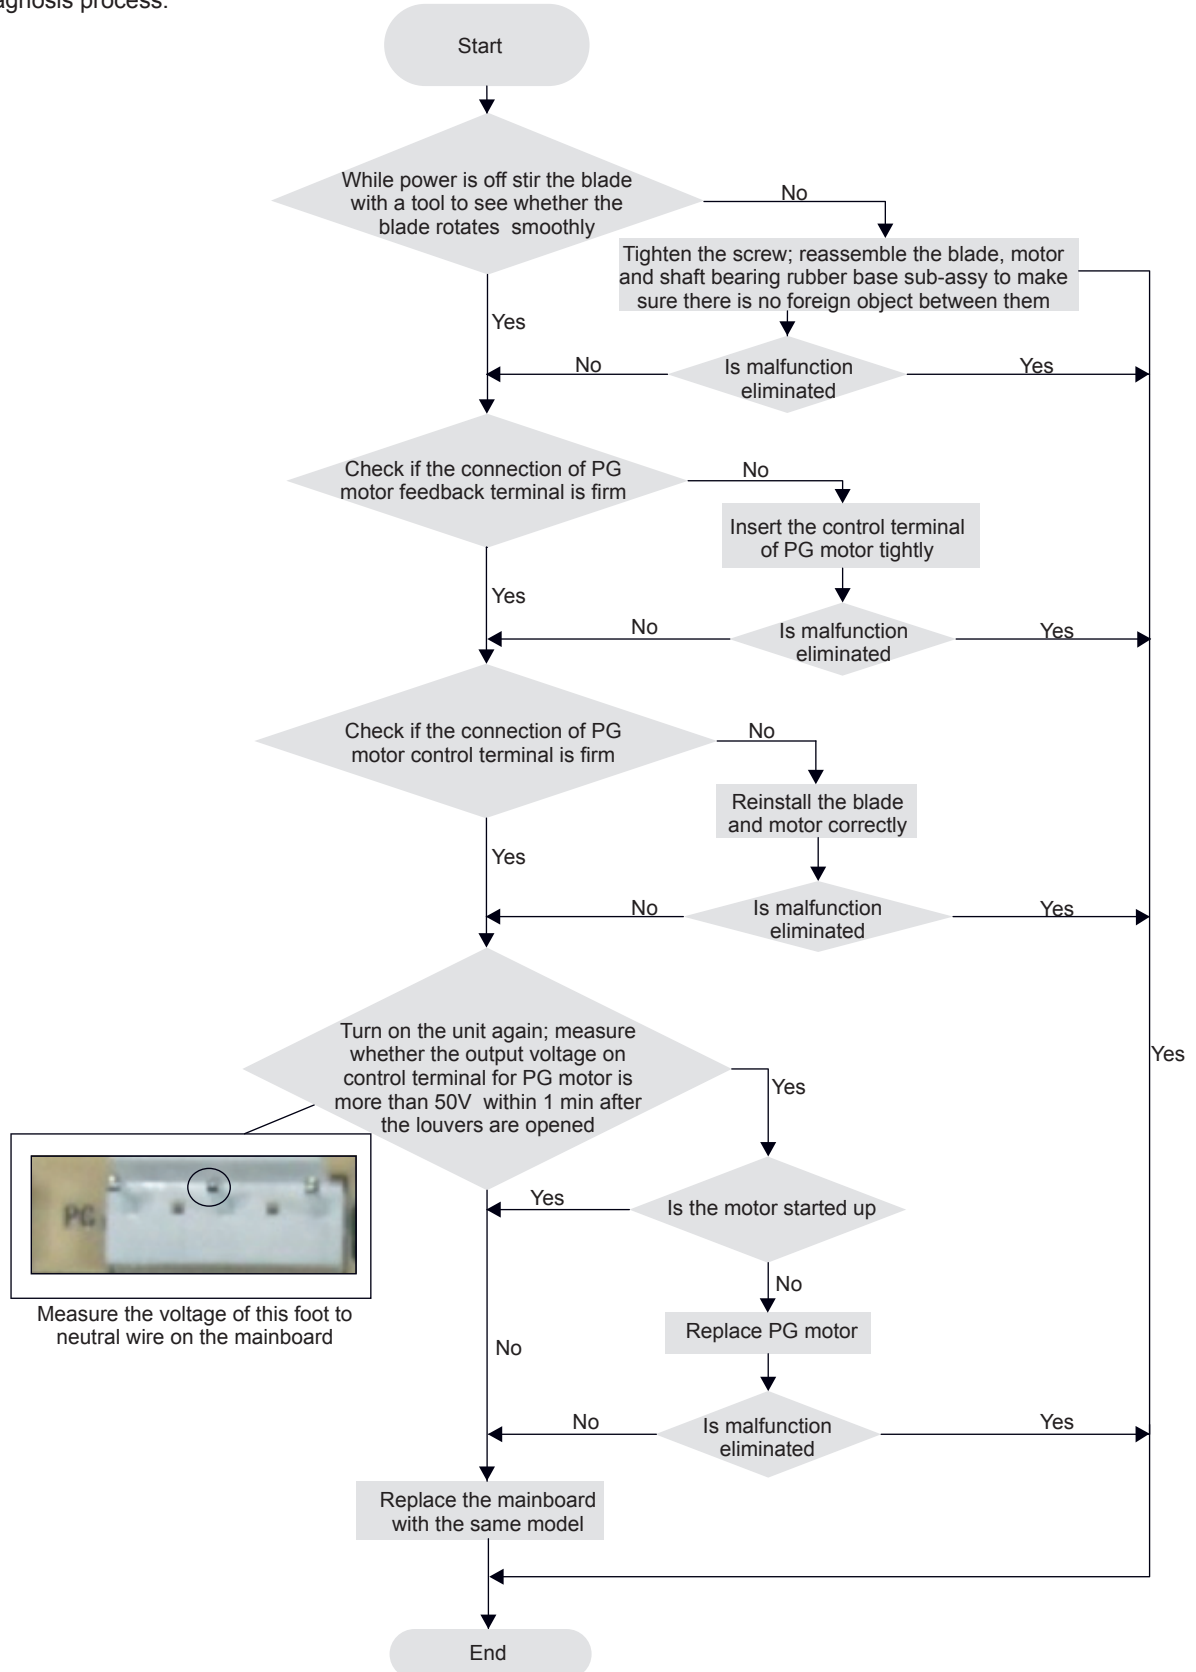 agnosis process:
Start
While power is off stir the blade
with a tool to see whether the
blade rotates smoothly
No
Tighten the screw; reassemble the blade, motor
and shaft bearing rubber base sub-assy to make
sure there is no foreign object between them
Yes
No
Is malfunction
eliminated
Yes
Check if the connection of PG
motor feedback terminal is firm
No
Insert the control terminal
of PG motor tightly
Yes
No
Is malfunction
eliminated
Yes
Check if the connection of PG
motor control terminal is firm
No
Reinstall the blade
and motor correctly
Yes
No
Is malfunction
eliminated
Yes
Turn on the unit again; measure
whether the output voltage on
control terminal for PG motor is
more than 50V within 1 min after
the louvers are opened
Yes
Yes
PG
Measure the voltage of this foot to
neutral wire on the mainboard
Yes
Is the motor started up
No
Replace PG motor
No
No
Is malfunction
eliminated
Yes
Replace the mainboard
with the same model
End